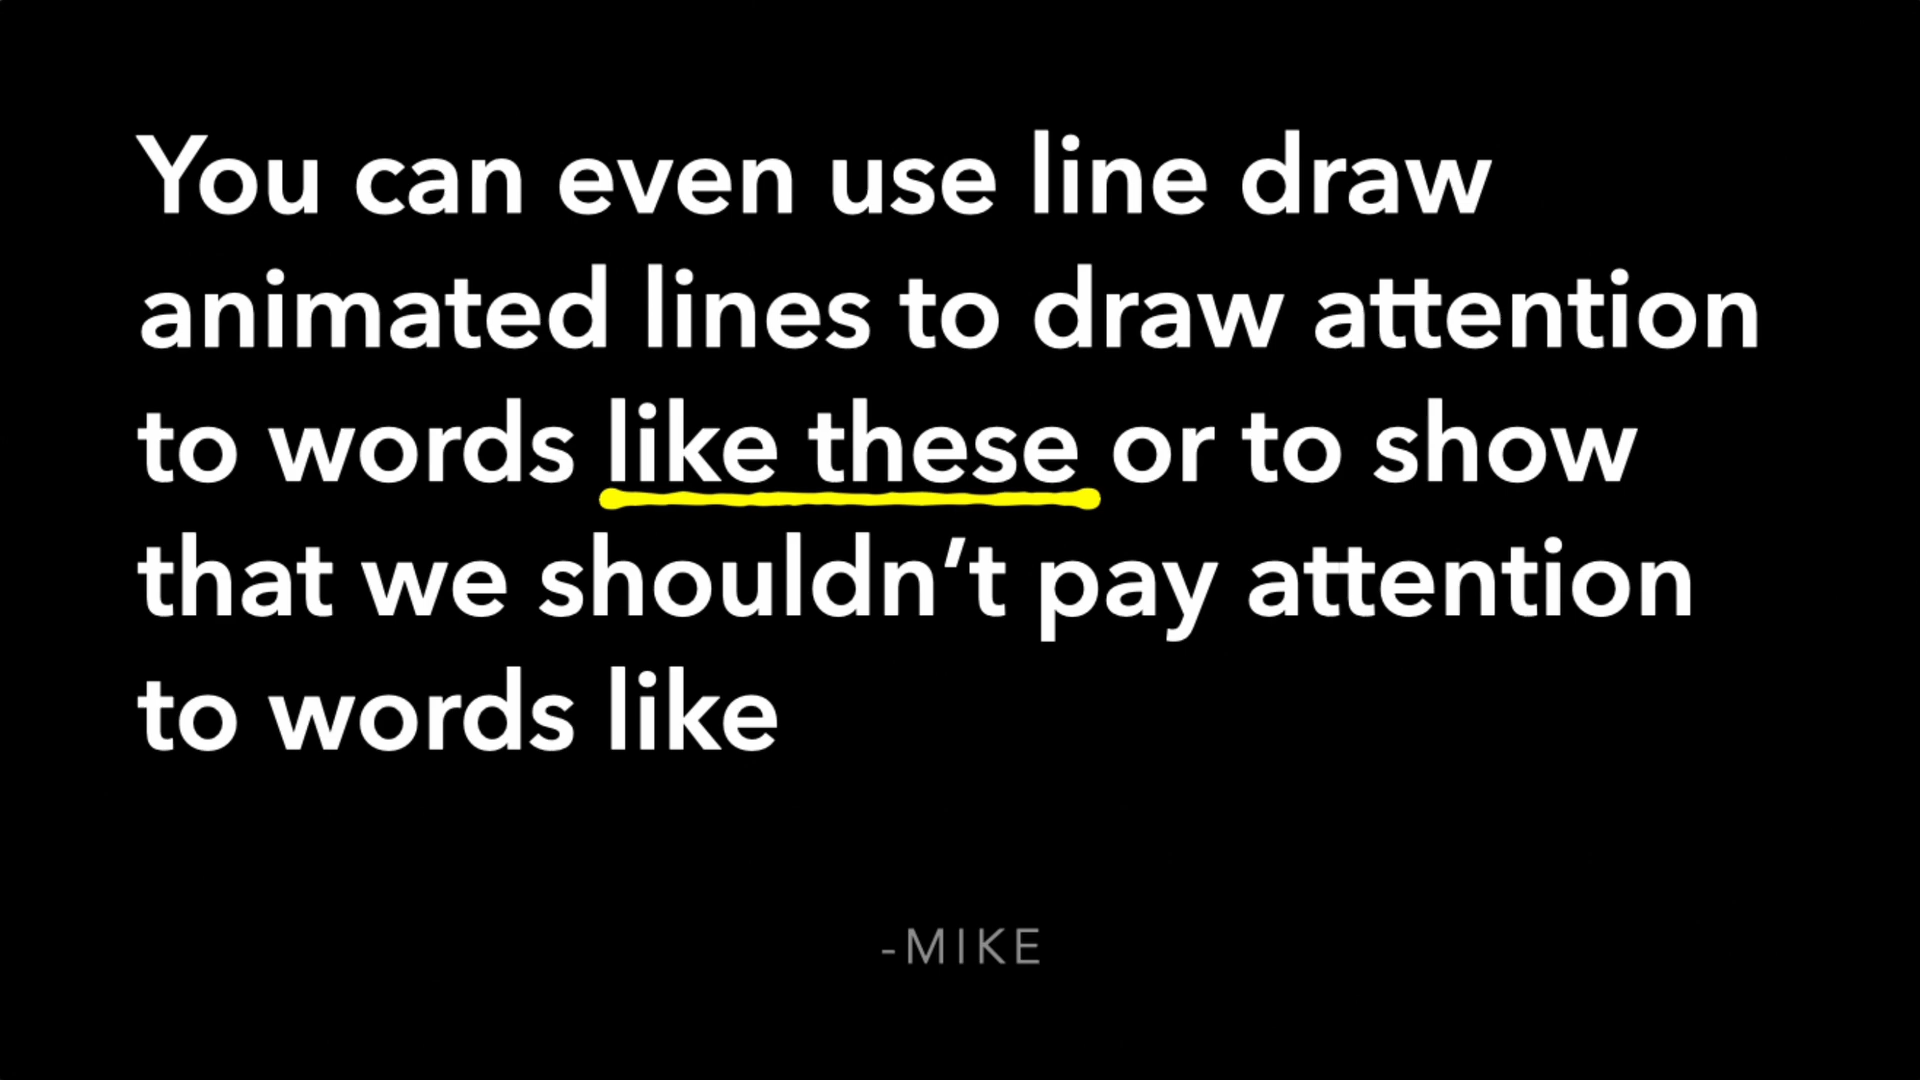 You can even use line draw
animated lines to draw attention
to words like these or to show
that we shouldn’t pay attention
to words like
-MIKE